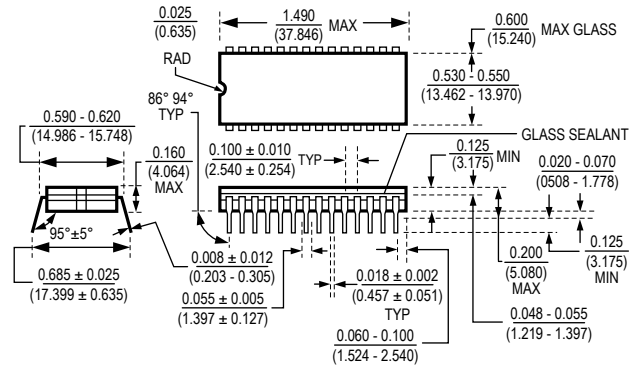 0.025
(0.635)
1.490
(37.846)
MAX
0.600
(15.240)
MAX GLASS
RAD
0.530 - 0.550
(13.462 - 13.970)
86° 94°
TYP
0.590 - 0.620
(14.986 - 15.748)
GLASS SEALANT
0.160
(4.064)
MAX
0.100 ± 0.010
(2.540 ± 0.254)
TYP
0.125
(3.175)
MIN
0.020 - 0.070
(0508 - 1.778)
95°±5°
0.685 ± 0.025
(17.399 ± 0.635)
0.008 ± 0.012
(0.203 - 0.305)
0.055 ± 0.005
(1.397 ± 0.127)
0.018 ± 0.002
(0.457 ± 0.051)
TYP
0.060 - 0.100
(1.524 - 2.540)
0.200
(5.080)
MAX
0.125
(3.175)
MIN
0.048 - 0.055
(1.219 - 1.397)